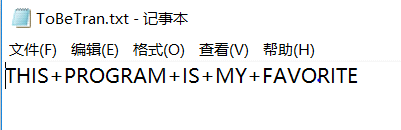 ToBeTran.txt - 记事本
文件(F) 编辑(E) 格式(O) 查看(V) 帮助(H)
THIS+PROGRAM+IS+MY+FAVORITE